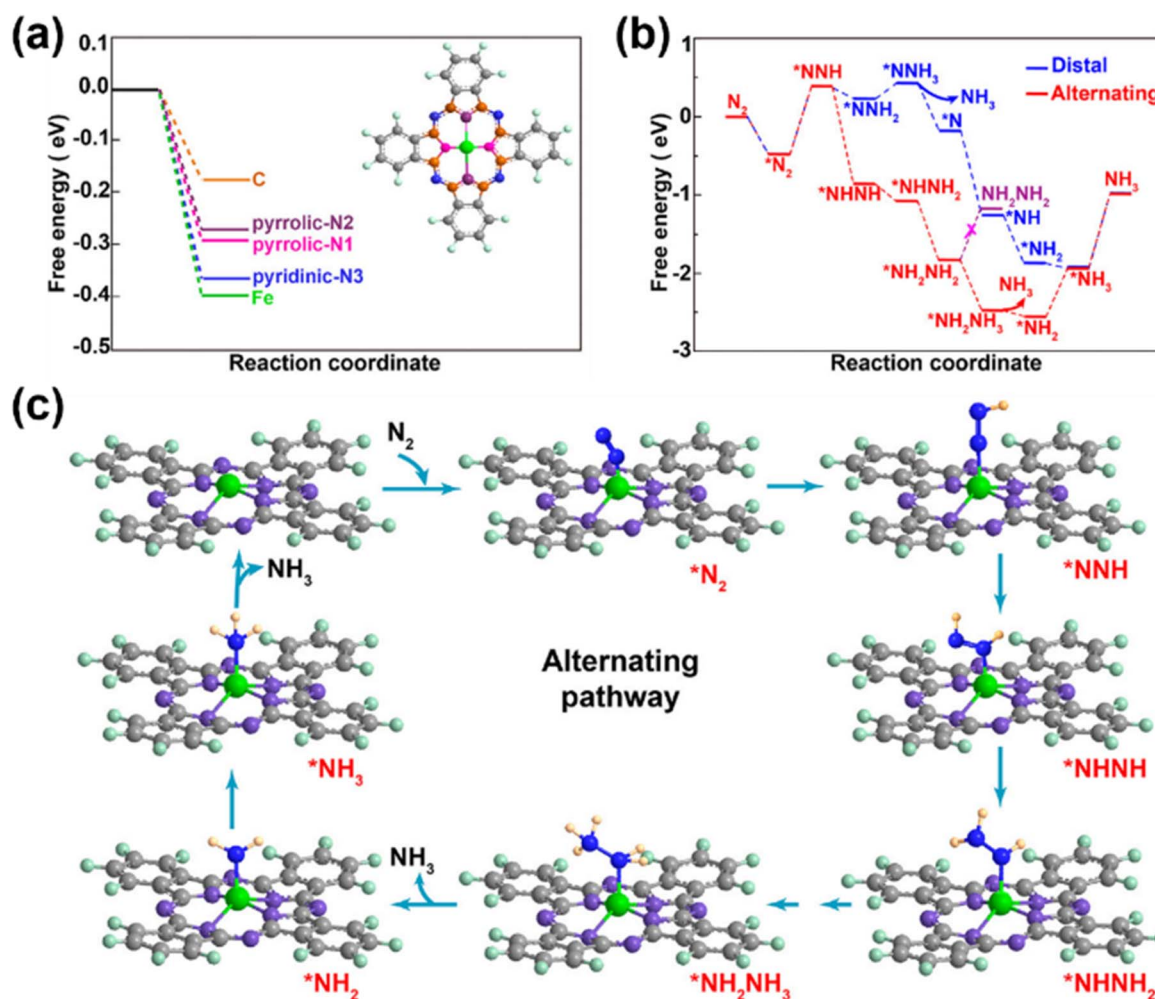 (a)
0.1
0.0
-0.1
-0.2
-0.3
-0.4
-0.5
Free energy ( eV)
C
pyrrolic-N2
pyrrolic-N1
pyridinic-N3
Fe
Reaction coordinate
(b)
1
0
-1
-2
-3
Free energy ( eV)
Distal
Alternating
N₂
*N₂
*NNH
*NNH₂
*NNH₃
NH₃
*N
*NHNH
*NHNH₂
*NH₂NH₂
NH₂NH₂
*NH
*NH₂
*NH₂NH₃
NH₃
*NH₂
*NH₃
NH₃
x
Reaction coordinate
(c)
N₂
*N₂
*NNH
NH₃
Alternating
pathway
*NH₃
*NHNH
NH₃
*NH₂
*NH₂NH₃
*NHNH₂